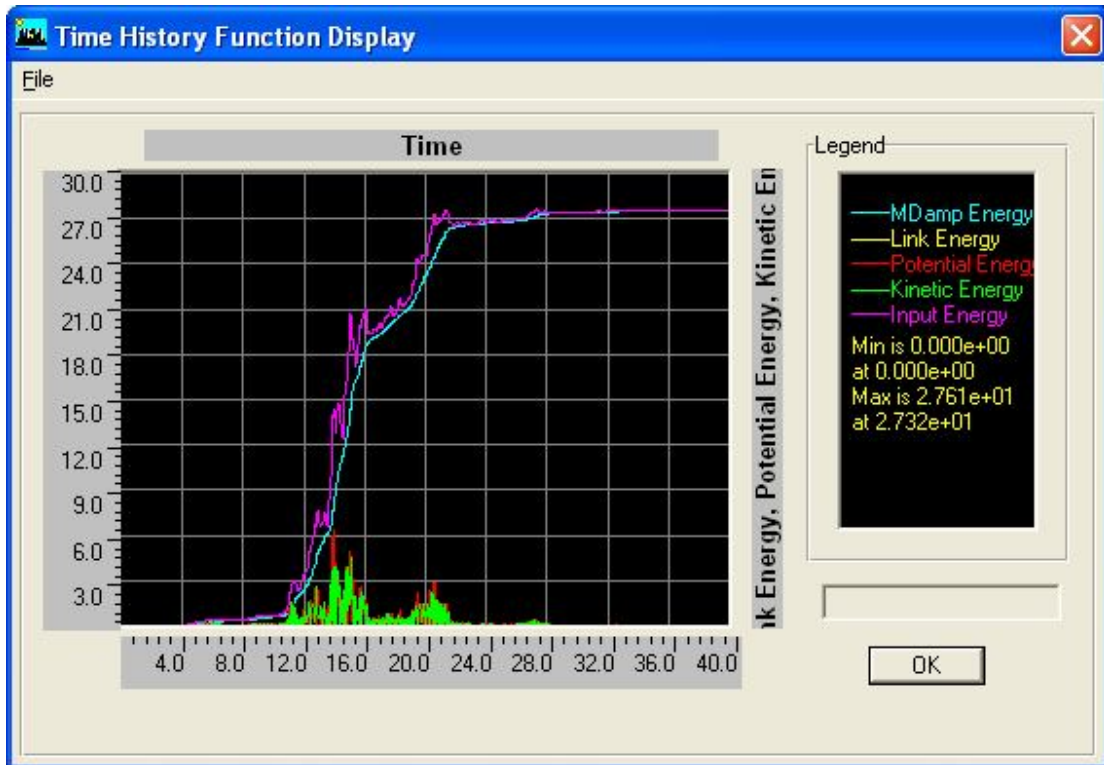 Time History Function Display
File
Time
30.0
27.0
24.0
21.0
18.0
15.0
12.0
9.0
6.0
3.0
4.0 8.0 12.0 16.0 20.0 24.0 28.0 32.0 36.0 40.0
nk Energy, Potential Energy, Kinetic En
Legend
MDamp Energy
Link Energy
Potential Energy
Kinetic Energy
Input Energy
Min is 0.000e+00
at 0.000e+00
Max is 2.761e+01
at 2.732e+01
OK